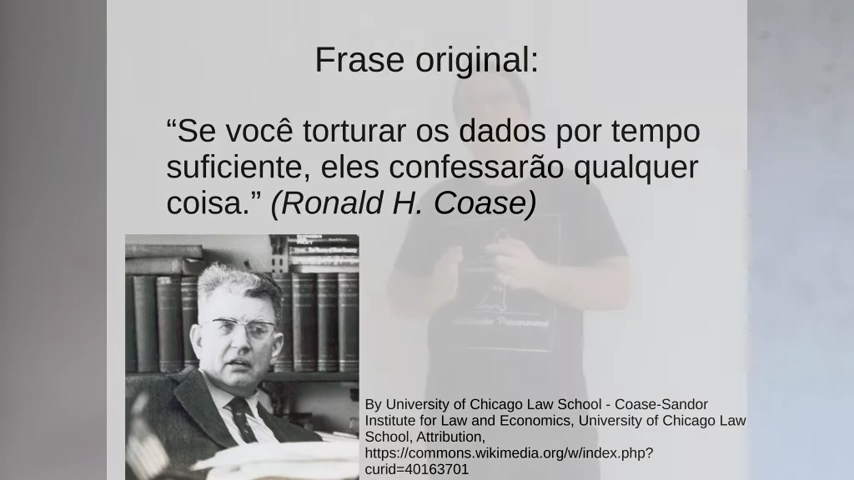 Frase original:
“Se você torturar os dados por tempo
suficiente, eles confessarão qualquer
coisa.” (Ronald H. Coase)
By University of Chicago Law School - Coase-Sandor
Institute for Law and Economics, University of Chicago Law
School, Attribution,
https://commons.wikimedia.org/w/index.php?
curid=40163701